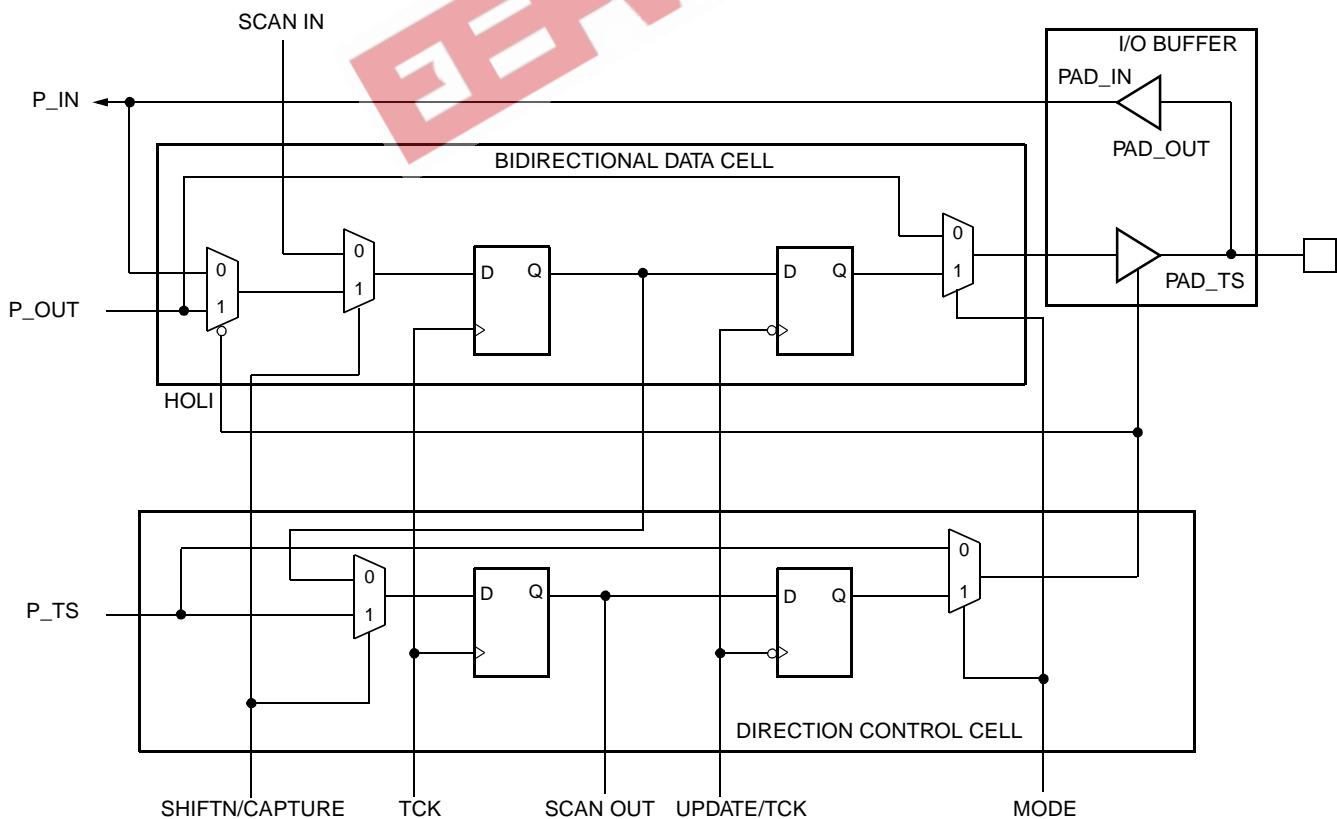 SCAN IN
I/O BUFFER
P_IN
PAD_IN
PAD_OUT
BIDIRECTIONAL DATA CELL
0
1
0
1
D Q
D Q
0
1
P_OUT
PAD_TS
HOLI
0
1
D Q
D Q
0
1
P_TS
DIRECTION CONTROL CELL
SHIFTN/CAPTURE
TCK
SCAN OUT
UPDATE/TCK
MODE